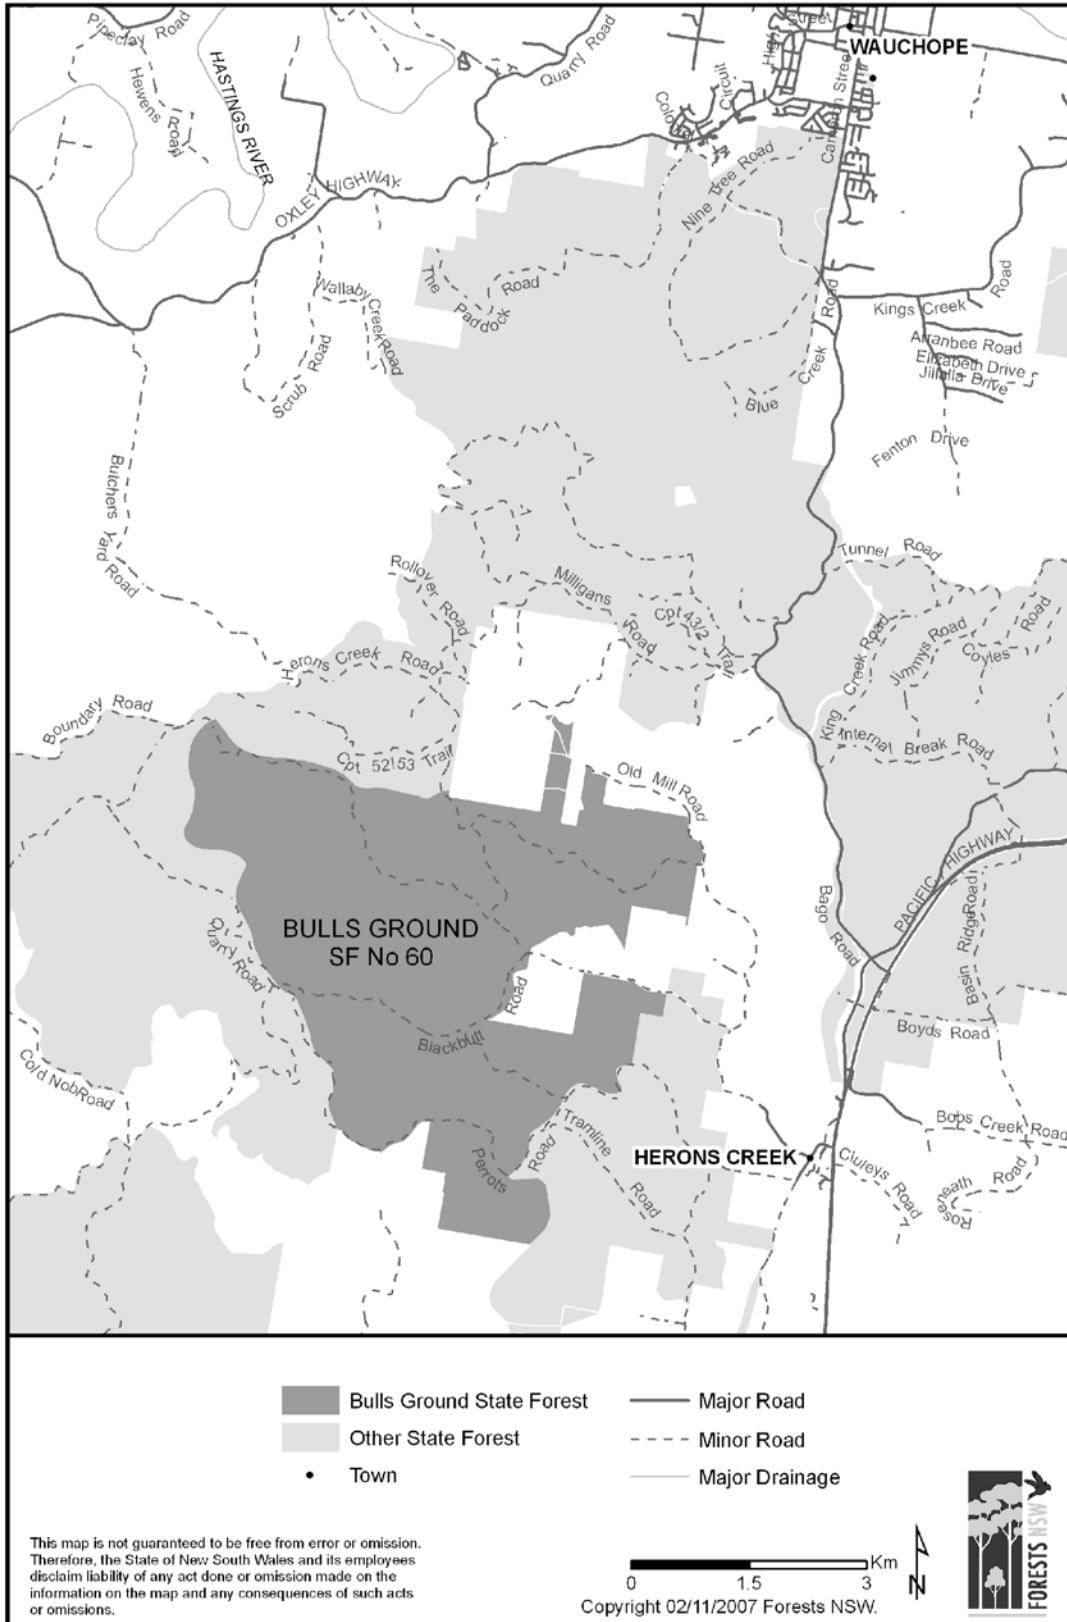 Pipeclay Road
Hewens Road
HASTINGS RIVER
Quarry Road
High Street
WAUCHOPE
Cameron Street
Colonial Circuit
OXLEY HIGHWAY
Nine Tree Road
The Paddock Road
Wallaby Creek Road
Scrub Road
Kings Creek Road
Arranbee Road
Elizabeth Drive
Jillalla Drive
Blue Creek Road
Fenton Drive
Butchers Yard Road
Rollover Road
Milligans Road
Cpt 43/2 Trail
Tunnel Road
King Creek Road
Jimmys Road
Coyles Road
Internal Break Road
Herons Creek Road
Boundary Road
Cpt 52153 Trail
Old Mill Road
PACIFIC HIGHWAY
Bago Road
Basin Ridge Road
BULLS GROUND
SF No 60
Quarry Road
Blackbutt Road
Boyds Road
Cold Nob Road
Bobs Creek Road
HERONS CREEK
Cluleys Road
Roseneath Road
Tramline Road
Perrots Road
Bulls Ground State Forest
Other State Forest
Town
Major Road
Minor Road
Major Drainage
This map is not guaranteed to be free from error or omission.
Therefore, the State of New South Wales and its employees
disclaim liability of any act done or omission made on the
information on the map and any consequences of such acts
or omissions.
0 1.5 3 Km
Copyright 02/11/2007 Forests NSW.
N
FORESTS NSW